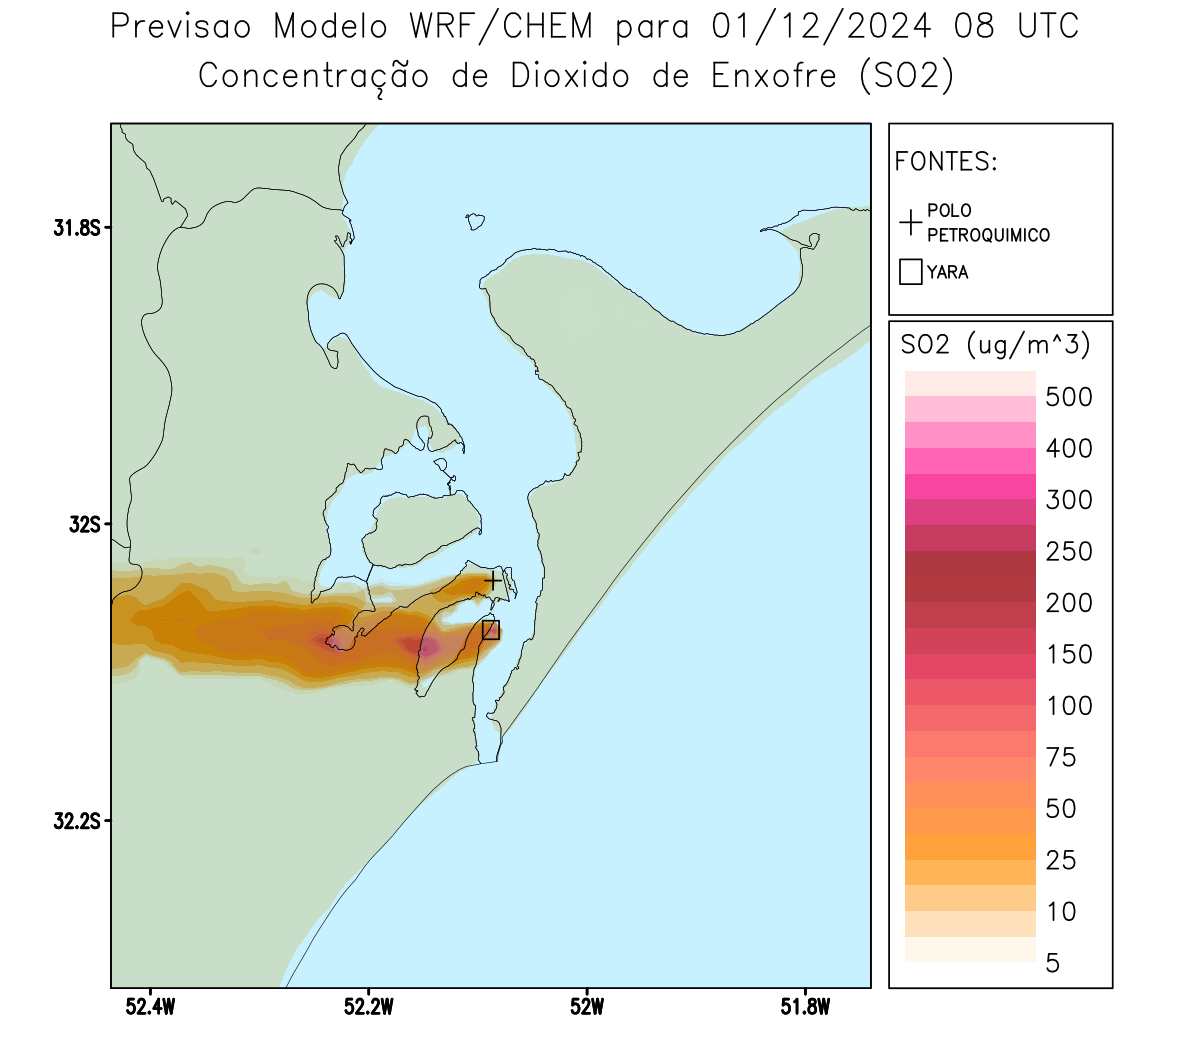 Previsao Modelo WRF/CHEM para 01/12/2024 08 UTC
Concentração de Dioxido de Enxofre (SO2)
FONTES:
POLO
PETROQUIMICO
YARA
SO2 (ug/m^3)
500
400
300
250
200
150
100
75
50
25
10
5
31.8S
32S
32.2S
52.4W
52.2W
52W
51.8W